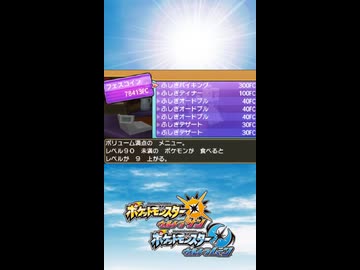 フェスコイン
78413FC
ふしぎバイキング 300FC
ふしぎディナー 100FC
ふしぎオードブル 40FC
ふしぎオードブル 40FC
ふしぎオードブル 40FC
ふしぎデザート 30FC
ふしぎデザート 30FC
ボリューム満点の メニュー。
レベル90 未満の ポケモンが 食べると
レベルが 9 上がる。
ポケットモンスター
ウルトラサン
ポケットモンスター
ウルトラムーン